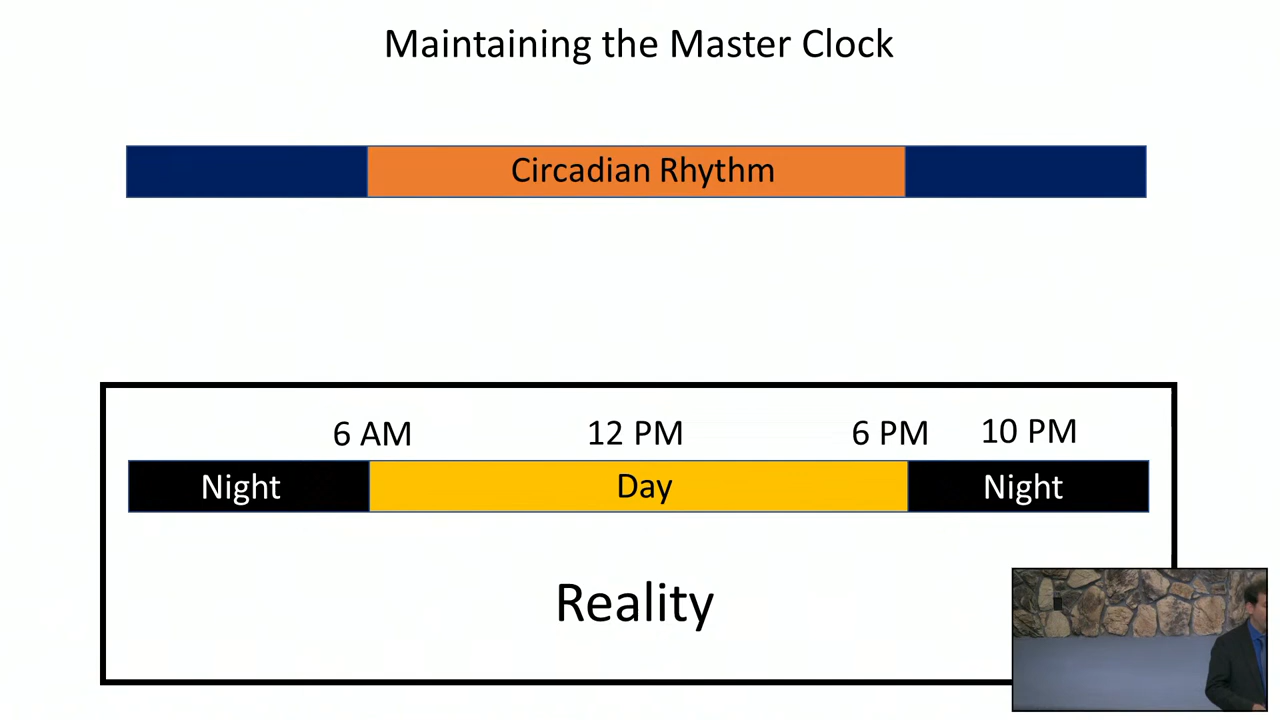 Maintaining the Master Clock
Circadian Rhythm
6 AM 12 PM 6 PM 10 PM
Night Day Night
Reality